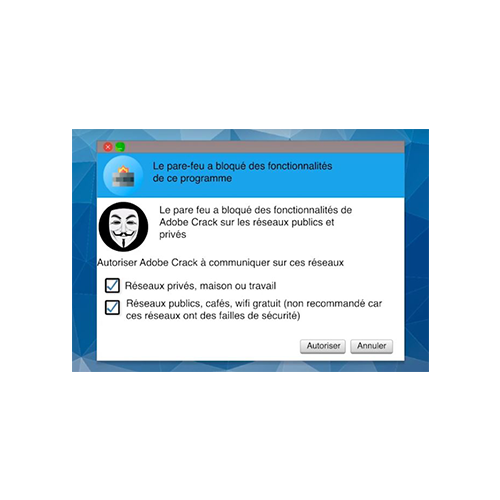 Le pare-feu a bloqué des fonctionnalités
de ce programme
Le pare feu a bloqué des fonctionnalités de
Adobe Crack sur les réseaux publics et
privés
Autoriser Adobe Crack à communiquer sur ces réseaux
Réseaux privés, maison ou travail
Réseaux publics, cafés, wifi gratuit (non recommandé car
ces réseaux ont des failles de sécurité)
Autoriser Annuler